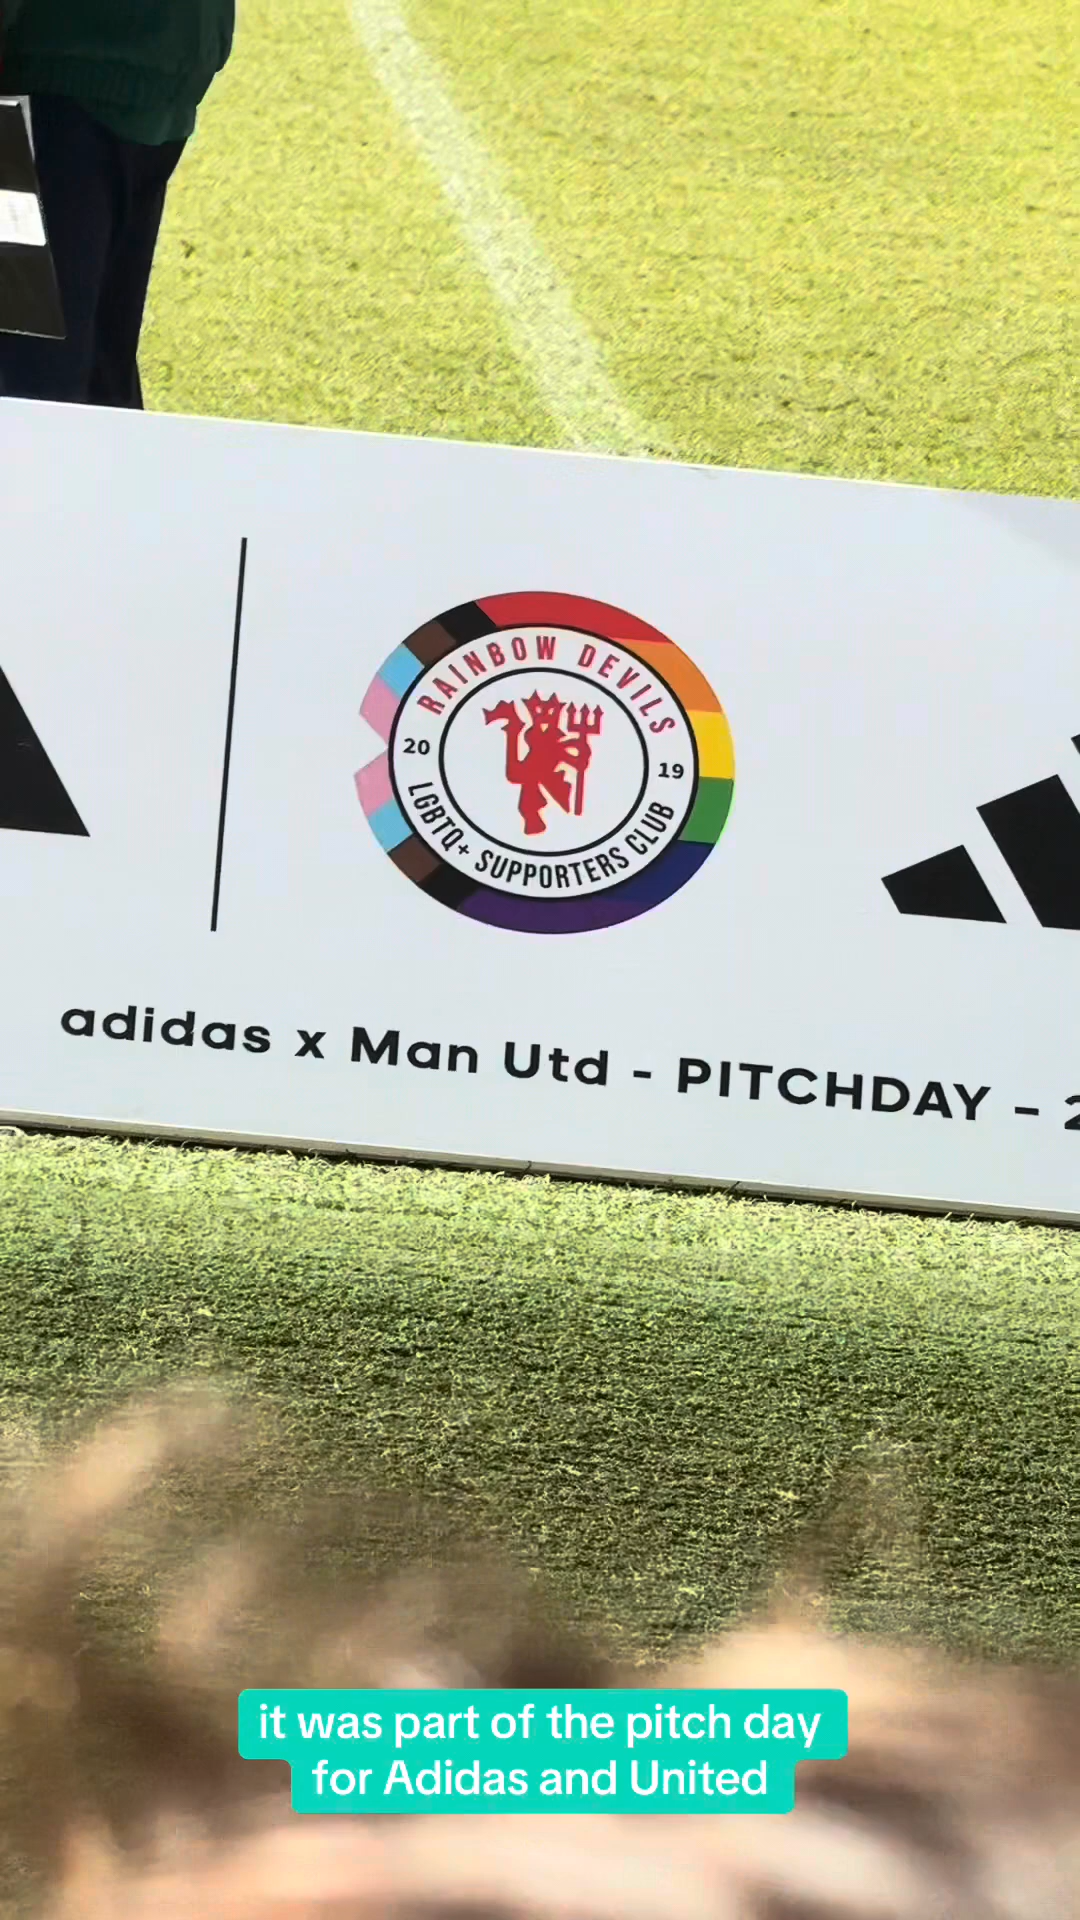 RAINBOW DEVILS
20 19
LGBTQ+ SUPPORTERS CLUB
adidas x Man Utd - PITCHDAY -
it was part of the pitch day
for Adidas and United